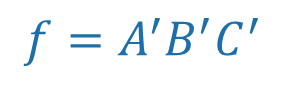 f = A′B′C′